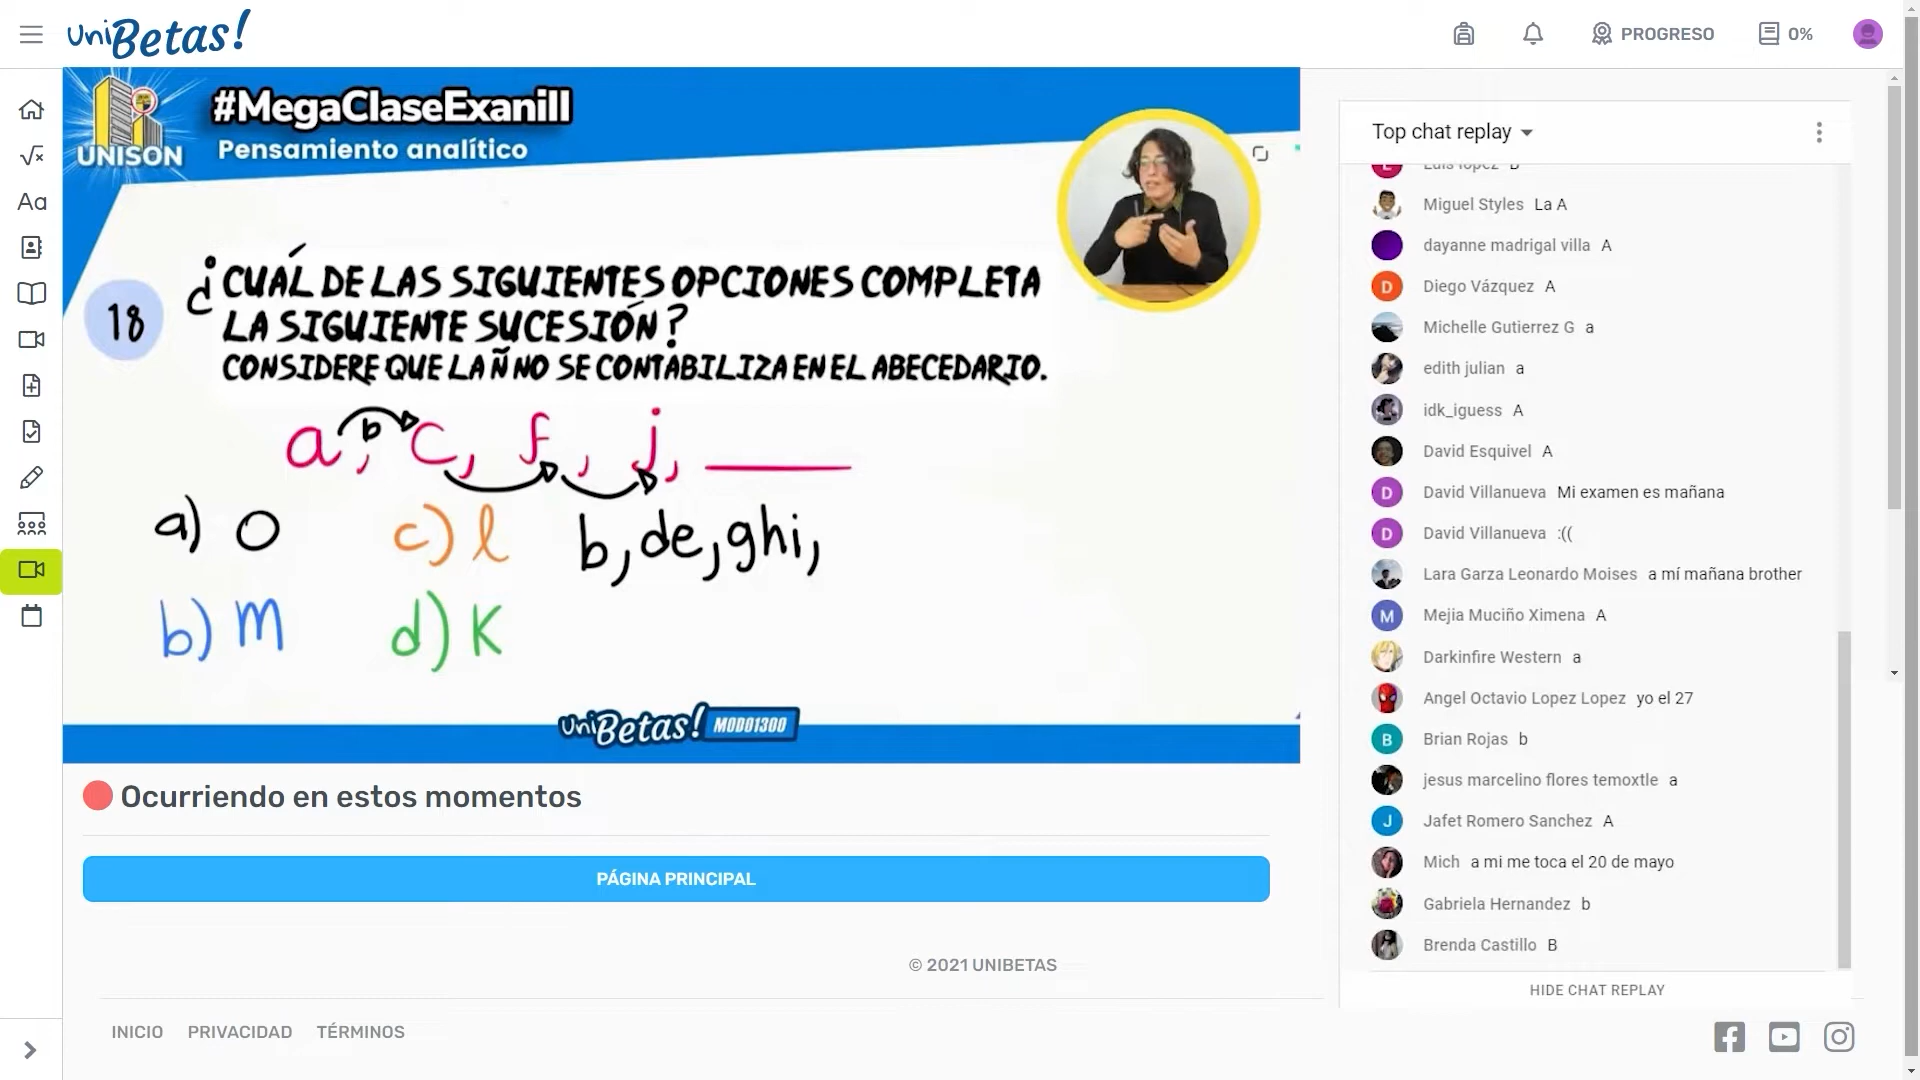 uniBetas!
PROGRESO
0%
#MegaClaseExanill
Pensamiento analítico
UNISON
18
¿CUÁL DE LAS SIGUIENTES OPCIONES COMPLETA
LA SIGUIENTE SUCESIÓN?
CONSIDERE QUE LA Ñ NO SE CONTABILIZA EN EL ABECEDARIO.
a, b c, f, j, ____
a) O
c) l
b, de, ghi,
b) m
d) K
uniBetas! MODO1300
Ocurriendo en estos momentos
PÁGINA PRINCIPAL
© 2021 UNIBETAS
INICIO PRIVACIDAD TÉRMINOS
Top chat replay
Luis lopez B
Miguel Styles La A
dayanne madrigal villa A
D Diego Vázquez A
Michelle Gutierrez G a
edith julian a
idk_iguess A
David Esquivel A
D David Villanueva Mi examen es mañana
D David Villanueva :((
Lara Garza Leonardo Moises a mí mañana brother
M Mejia Muciño Ximena A
Darkinfire Western a
Angel Octavio Lopez Lopez yo el 27
B Brian Rojas b
jesus marcelino flores temoxtle a
J Jafet Romero Sanchez A
Mich a mi me toca el 20 de mayo
Gabriela Hernandez b
Brenda Castillo B
HIDE CHAT REPLAY